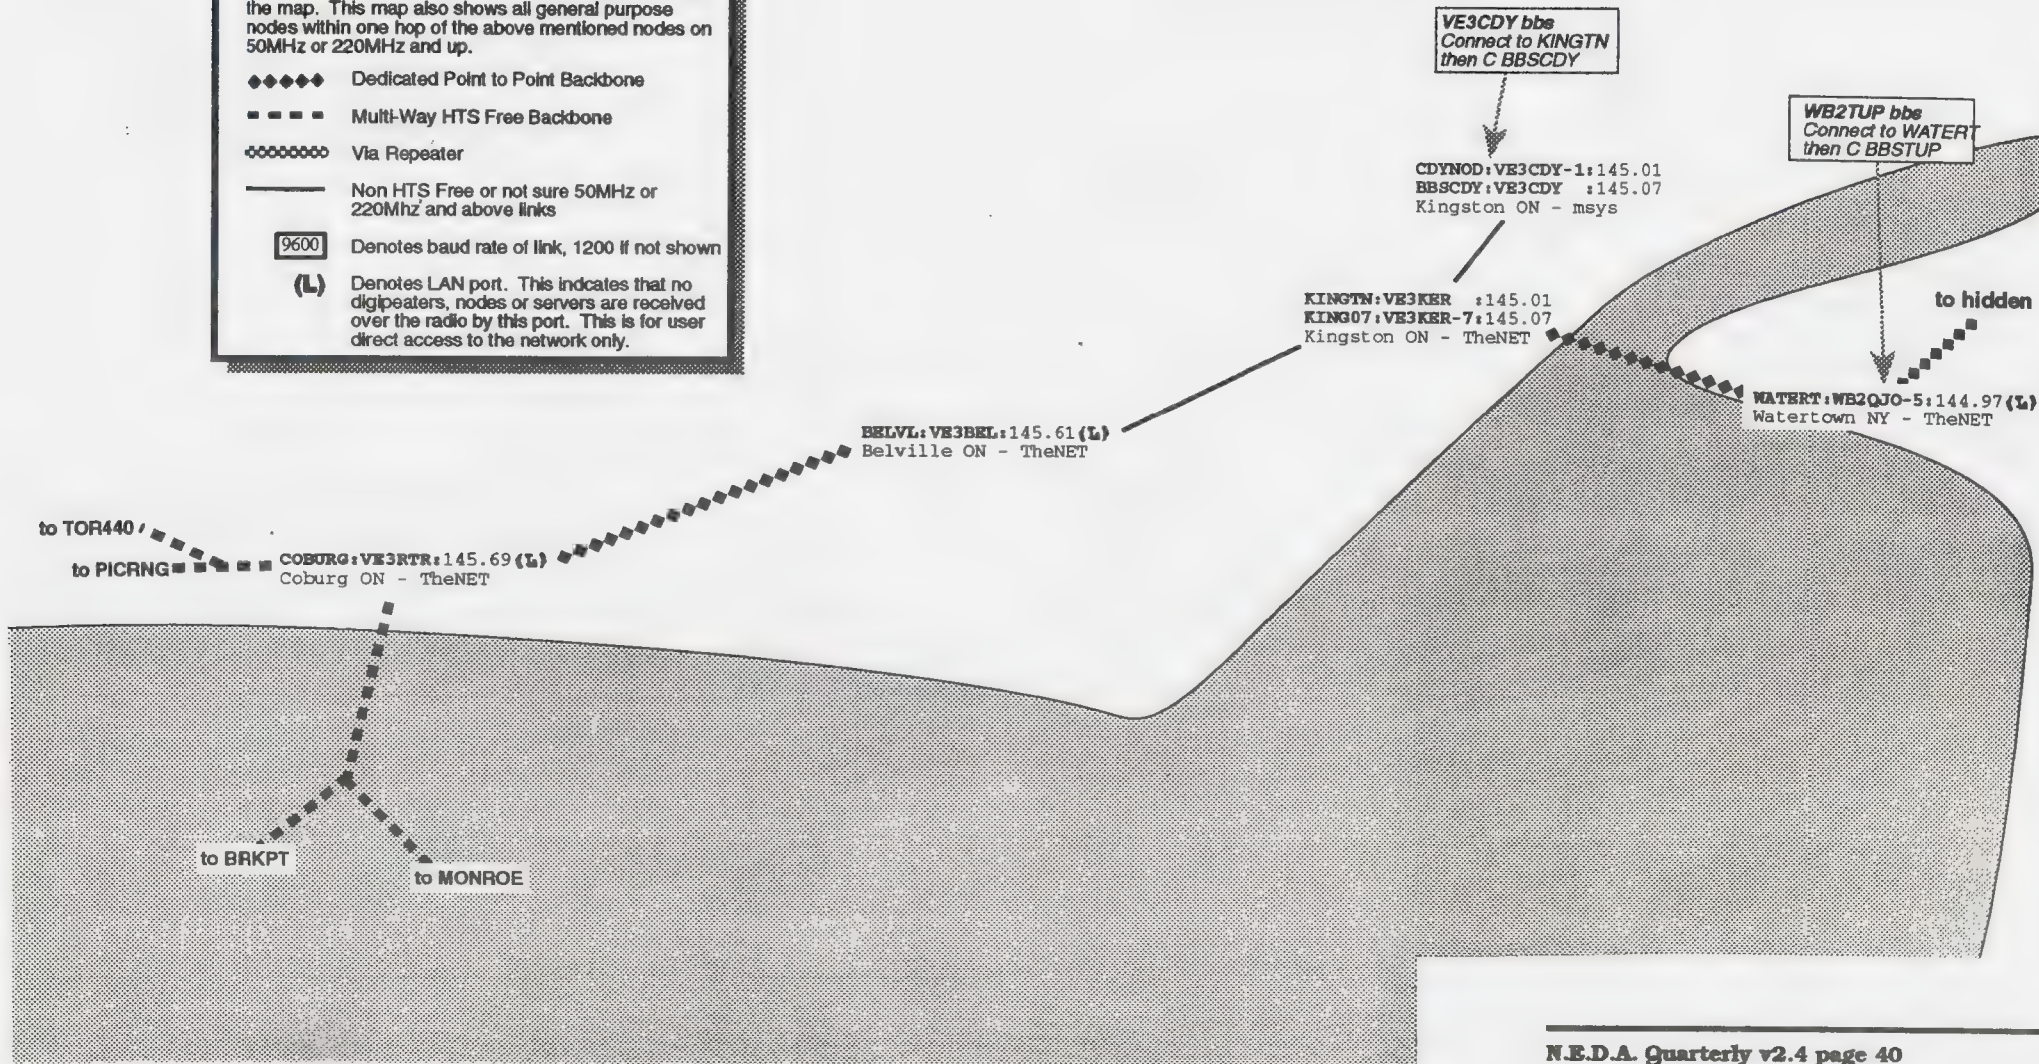 the map. This map also shows all general purpose
nodes within one hop of the above mentioned nodes on
50MHz or 220MHz and up.
Dedicated Point to Point Backbone
Multi-Way HTS Free Backbone
Via Repeater
Non HTS Free or not sure 50MHz or
220Mhz and above links
9600 Denotes baud rate of link, 1200 if not shown
(L) Denotes LAN port. This indcates that no
digipeaters, nodes or servers are received
over the radio by this port. This is for user
direct access to the network only.
VE3CDY bbs
Connect to KINGTN
then C BBSCDY
WB2TUP bbs
Connect to WATERT
then C BBSTUP
CDYNOD:VE3CDY-1:145.01
BBSCDY:VE3CDY :145.07
Kingston ON - msys
KINGTN:VE3KER :145.01
KING07:VE3KER-7:145.07
Kingston ON - TheNET
to hidden
WATERT:WB2QJO-5:144.97(L)
Watertown NY - TheNET
BELVL:VE3BEL:145.61(L)
Belville ON - TheNET
to TOR440
to PICRNG
COBURG:VE3RTR:145.69(L)
Coburg ON - TheNET
to BRKPT
to MONROE
N.E.D.A. Quarterly v2.4 page 40